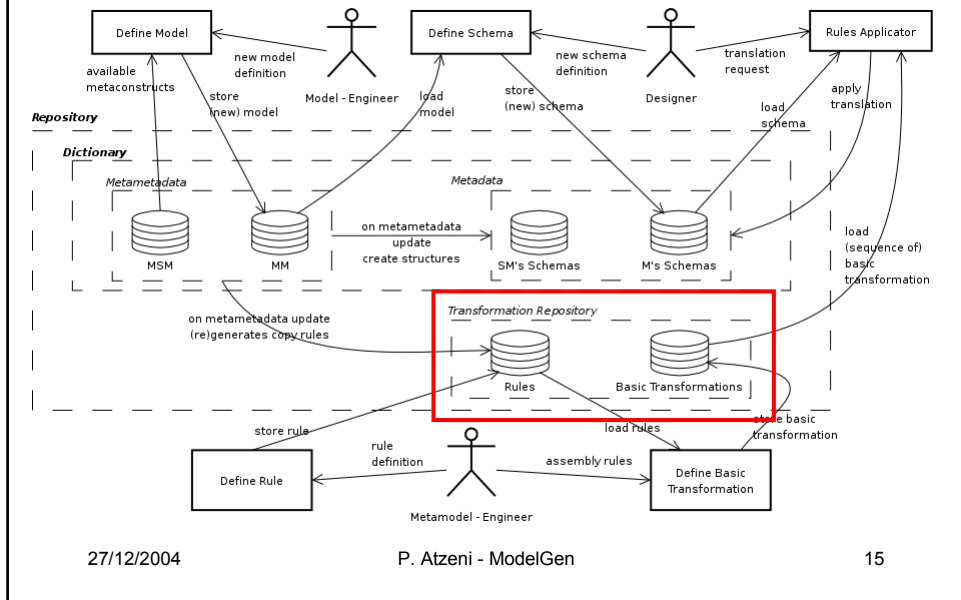 Define Model
Define Schema
Rules Applicator
available
metaconstructs
new model
definition
new schema
definition
translation
request
store
(new) model
Model - Engineer
load
model
store
(new) schema
Designer
load
schema
apply
translation
Repository
Dictionary
Metametadata
Metadata
on metametadata
update
create structures
MSM
MM
SM's Schemas
M's Schemas
load
(sequence of)
basic
transformation
on metametadata update
(re)generates copy rules
Transformation Repository
Rules
Basic Transformations
store rule
rule
definition
load rules
assembly rules
store basic
transformation
Define Rule
Define Basic
Transformation
Metamodel - Engineer
27/12/2004
P. Atzeni - ModelGen
15